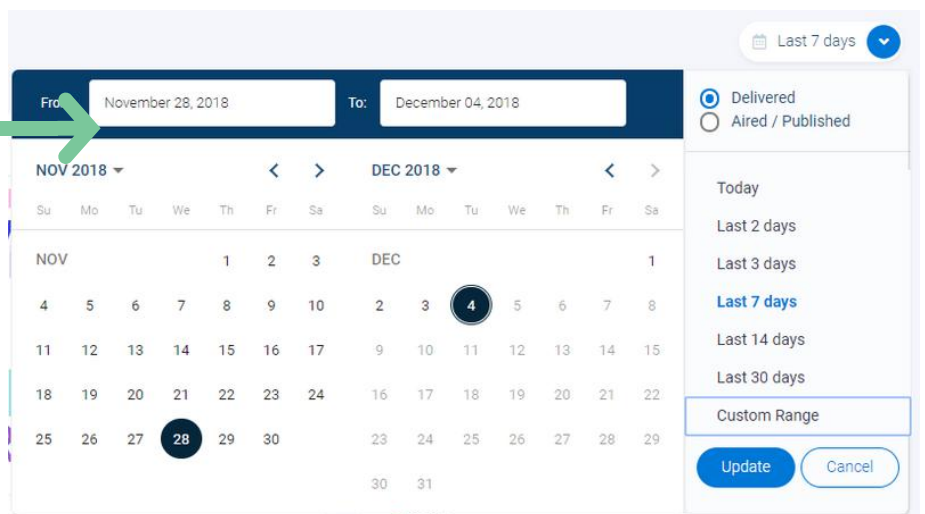 Last 7 days
Fro
November 28, 2018
To:
December 04, 2018
NOV 2018
Su Mo Tu We Th Fr Sa
NOV 1 2 3
4 5 6 7 8 9 10
11 12 13 14 15 16 17
18 19 20 21 22 23 24
25 26 27 28 29 30
DEC 2018
Su Mo Tu We Th Fr Sa
DEC 1
2 3 4 5 6 7 8
9 10 11 12 13 14 15
16 17 18 19 20 21 22
23 24 25 26 27 28 29
30 31
Delivered
Aired / Published
Today
Last 2 days
Last 3 days
Last 7 days
Last 14 days
Last 30 days
Custom Range
Update
Cancel